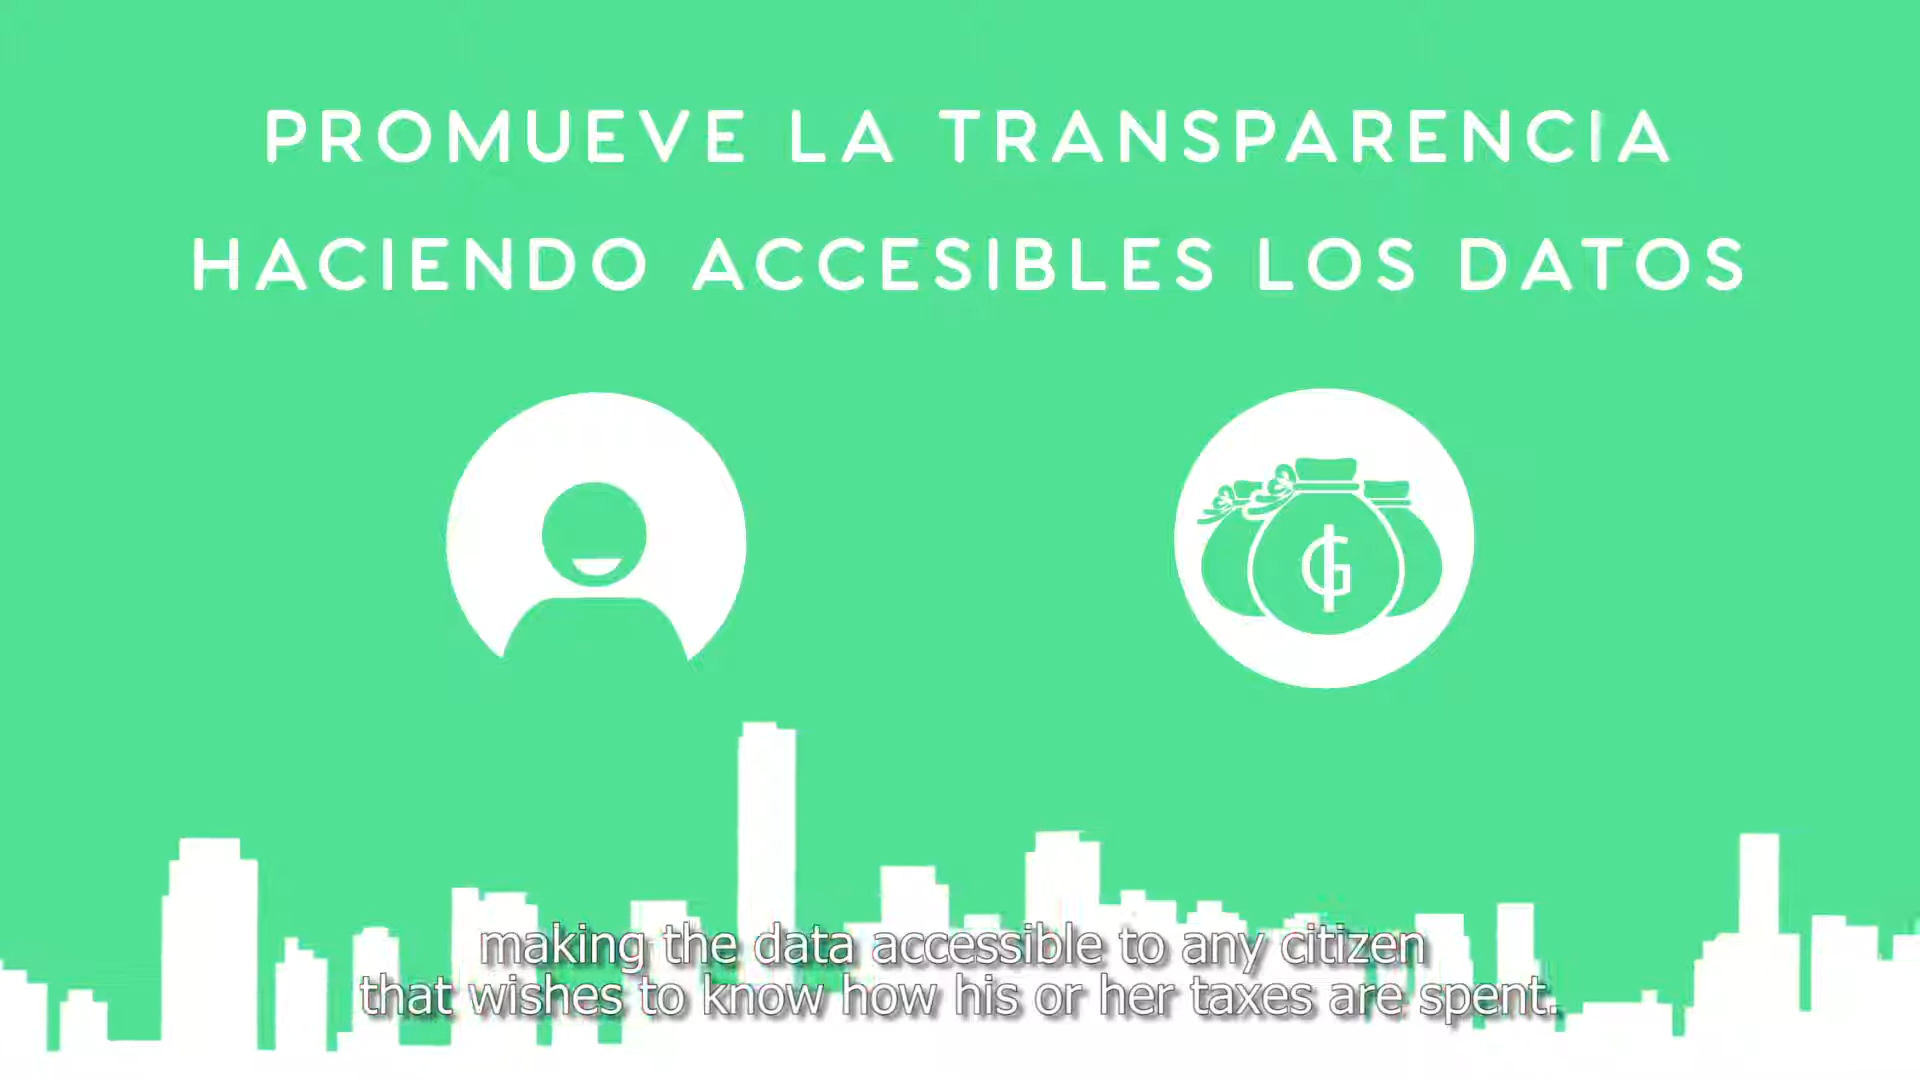 PROMUEVE LA TRANSPARENCIA
HACIENDO ACCESIBLES LOS DATOS
₲
making the data accessible to any citizen
that wishes to know how his or her taxes are spent.